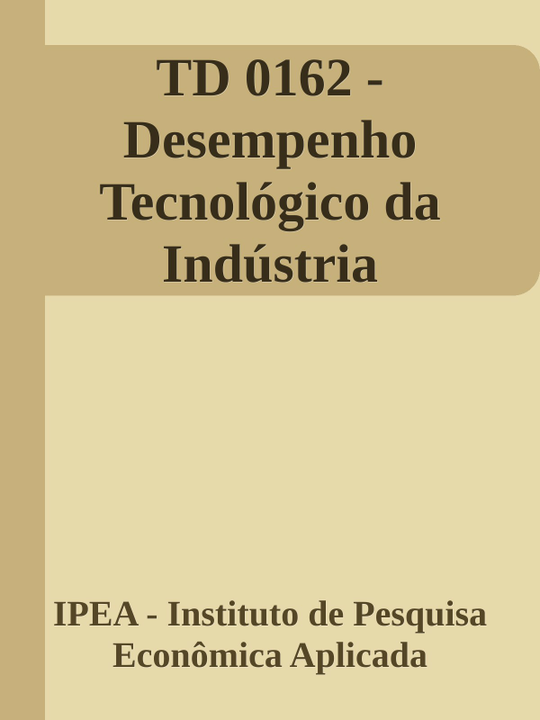 TD 0162 -
Desempenho
Tecnológico da
Indústria
IPEA - Instituto de Pesquisa
Econômica Aplicada